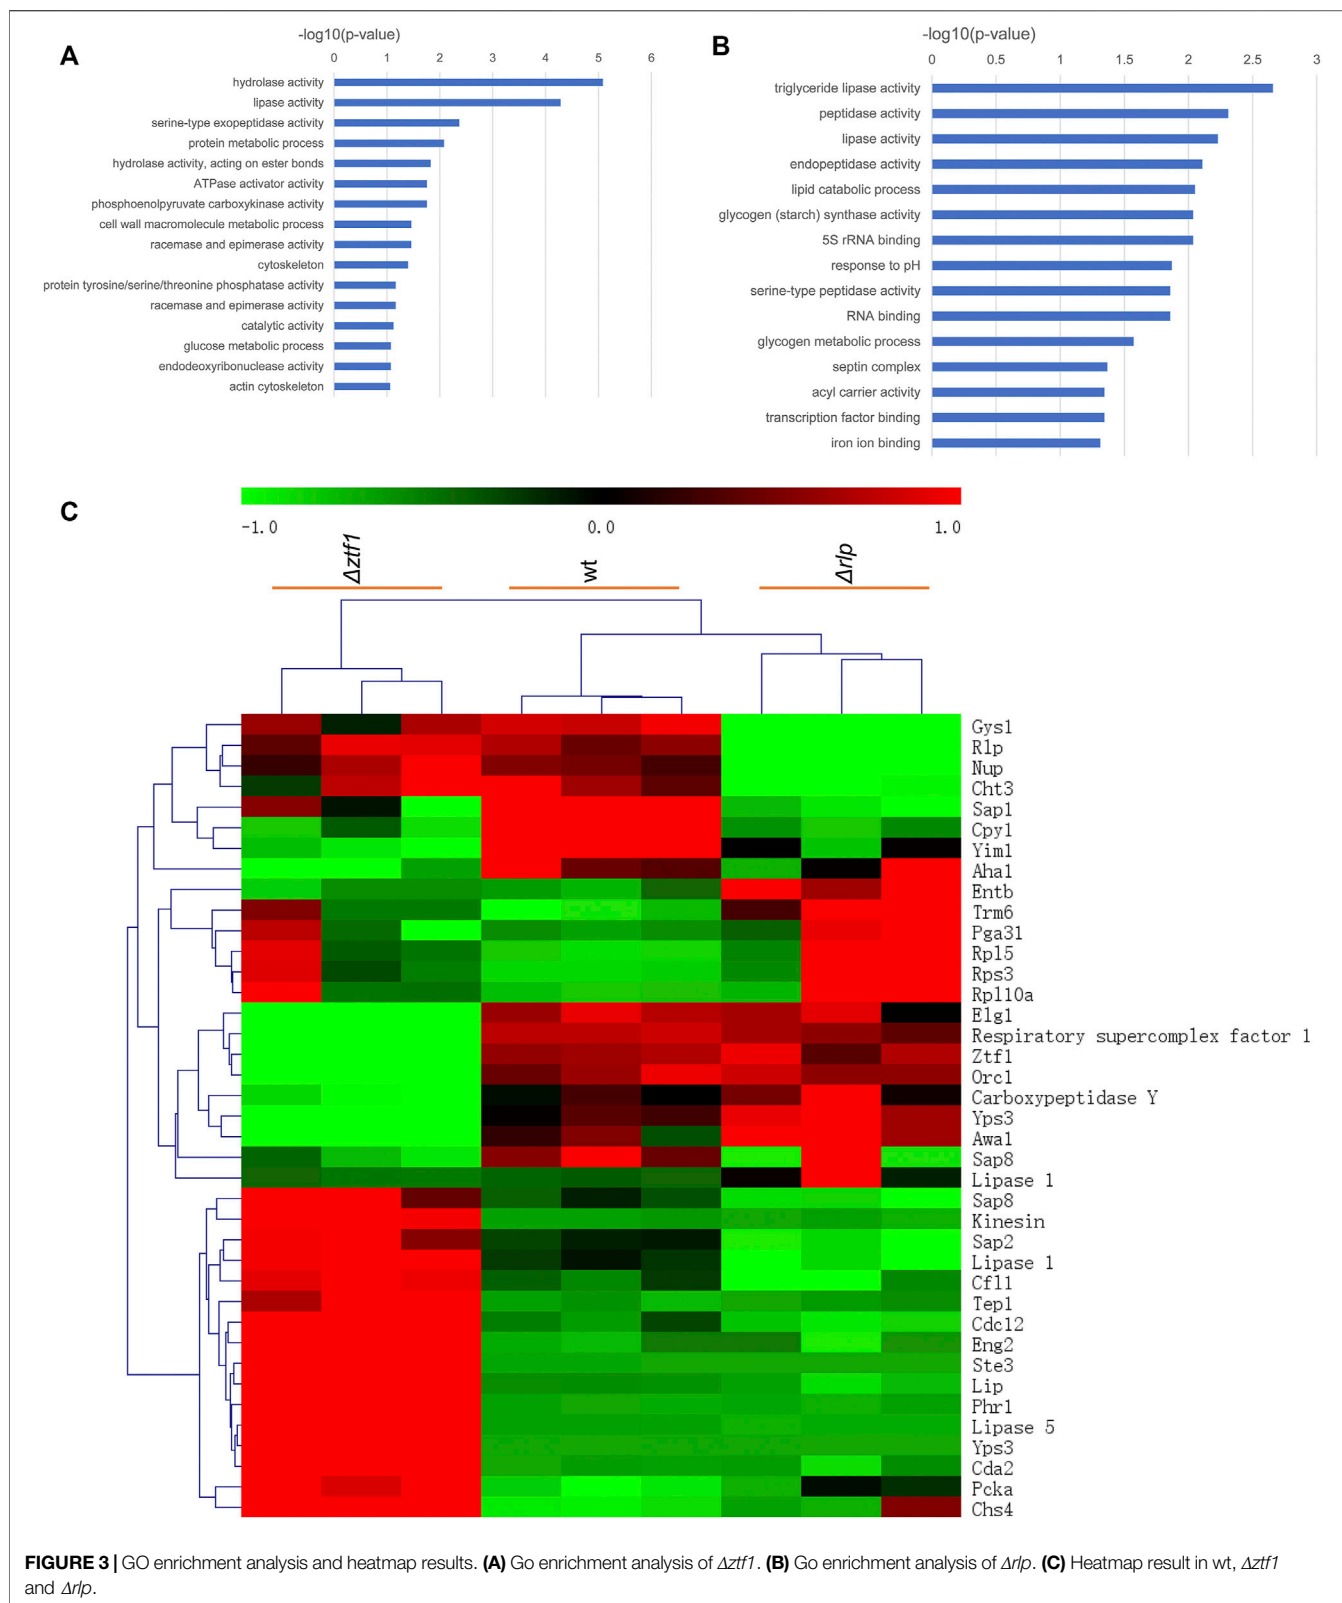 A
-log10(p-value)
0 1 2 3 4 5 6
hydrolase activity
lipase activity
serine-type exopeptidase activity
protein metabolic process
hydrolase activity, acting on ester bonds
ATPase activator activity
phosphoenolpyruvate carboxykinase activity
cell wall macromolecule metabolic process
racemase and epimerase activity
cytoskeleton
protein tyrosine/serine/threonine phosphatase activity
racemase and epimerase activity
catalytic activity
glucose metabolic process
endodeoxyribonuclease activity
actin cytoskeleton
B
-log10(p-value)
0 0.5 1 1.5 2 2.5 3
triglyceride lipase activity
peptidase activity
lipase activity
endopeptidase activity
lipid catabolic process
glycogen (starch) synthase activity
5S rRNA binding
response to pH
serine-type peptidase activity
RNA binding
glycogen metabolic process
septin complex
acyl carrier activity
transcription factor binding
iron ion binding
C
-1.0 0.0 1.0
Δztf1 wt Δrlp
Gys1
Rlp
Nup
Cht3
Sap1
Cpy1
Yim1
Aha1
Entb
Trm6
Pga31
Rpl5
Rps3
Rpl10a
Elg1
Respiratory supercomplex factor 1
Ztf1
Orc1
Carboxypeptidase Y
Yps3
Awa1
Sap8
Lipase 1
Sap8
Kinesin
Sap2
Lipase 1
Cfl1
Tep1
Cdc12
Eng2
Ste3
Lip
Phr1
Lipase 5
Yps3
Cda2
Pcka
Chs4
FIGURE 3 | GO enrichment analysis and heatmap results. (A) Go enrichment analysis of Δztf1. (B) Go enrichment analysis of Δrlp. (C) Heatmap result in wt, Δztf1
and Δrlp.